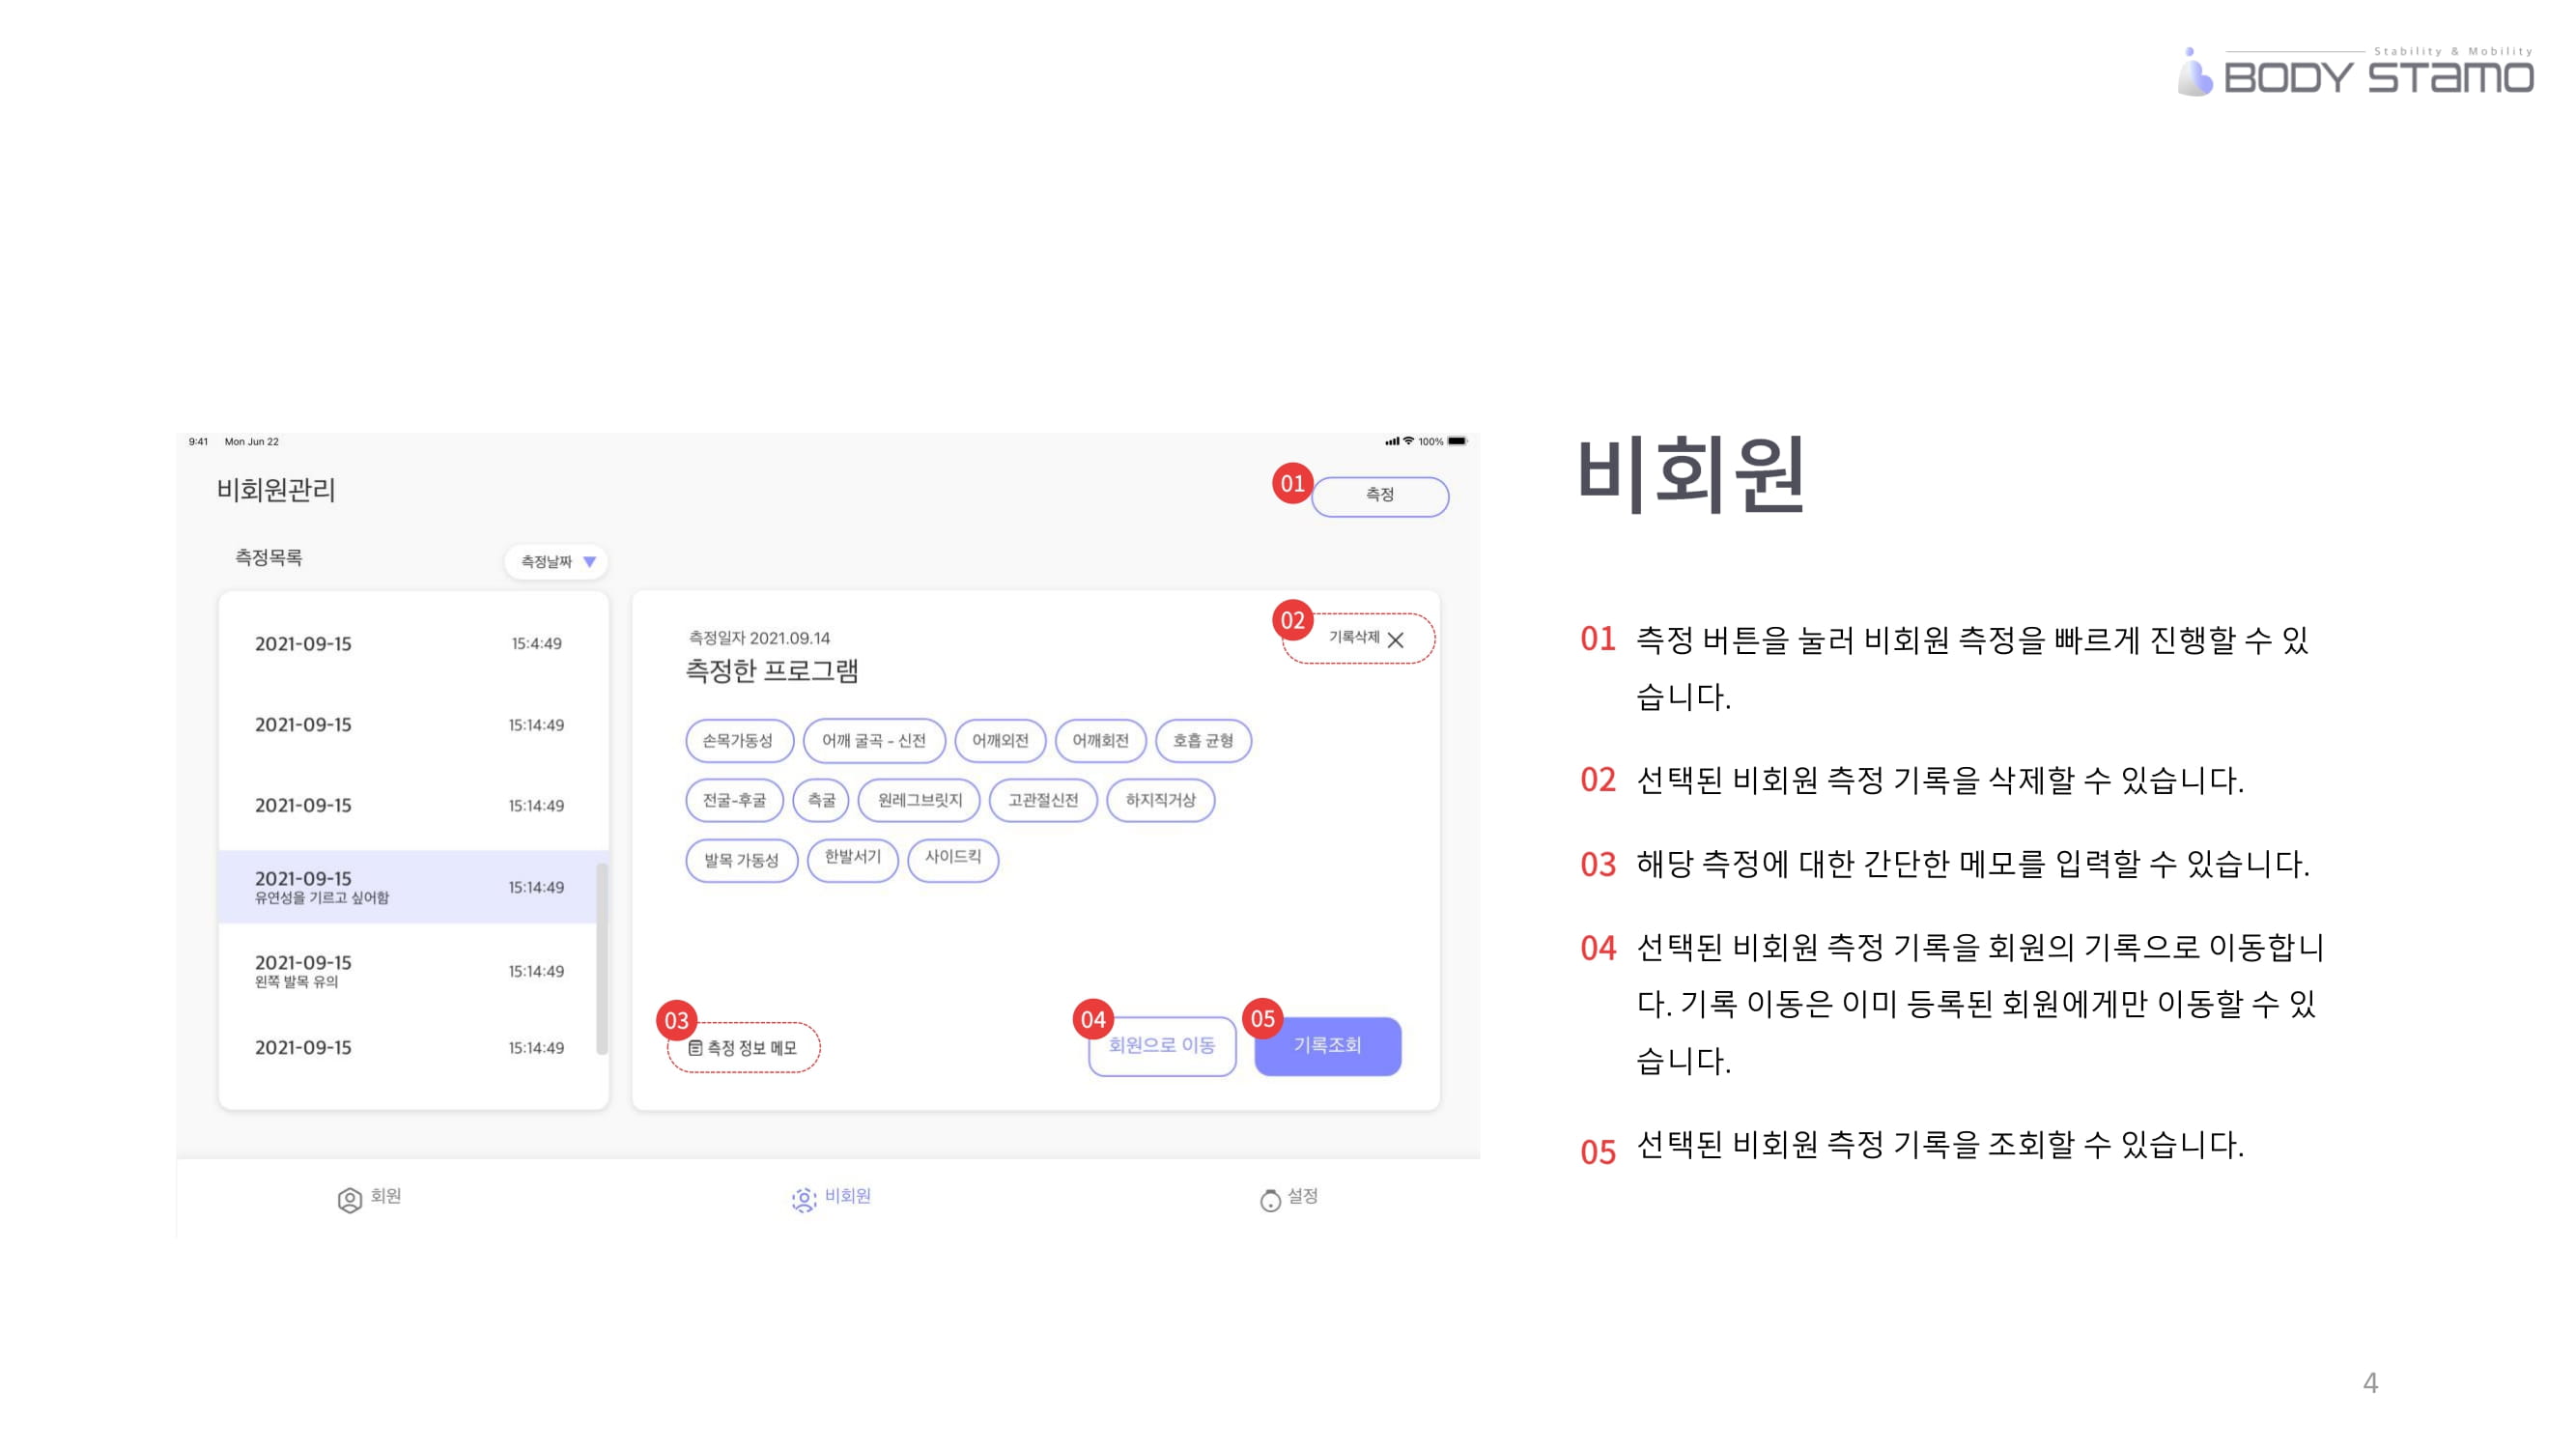 Stability & Mobility
BODY STamo
9:41 Mon Jun 22
100%
비회원관리
01
측정
측정목록
측정날짜
2021-09-15 15:4:49
2021-09-15 15:14:49
2021-09-15 15:14:49
2021-09-15 15:14:49
유연성을 기르고 싶어함
2021-09-15 15:14:49
왼쪽 발목 유의
2021-09-15 15:14:49
02
측정일자 2021.09.14
기록삭제
측정한 프로그램
손목가동성 어깨 굴곡 - 신전 어깨외전 어깨회전 호흡 균형
전굴-후굴 측굴 원레그브릿지 고관절신전 하지직거상
발목 가동성 한발서기 사이드킥
03
측정 정보 메모
04
회원으로 이동
05
기록조회
회원 비회원 설정
비회원
01 측정 버튼을 눌러 비회원 측정을 빠르게 진행할 수 있
습니다.
02 선택된 비회원 측정 기록을 삭제할 수 있습니다.
03 해당 측정에 대한 간단한 메모를 입력할 수 있습니다.
04 선택된 비회원 측정 기록을 회원의 기록으로 이동합니
다. 기록 이동은 이미 등록된 회원에게만 이동할 수 있
습니다.
05 선택된 비회원 측정 기록을 조회할 수 있습니다.
4